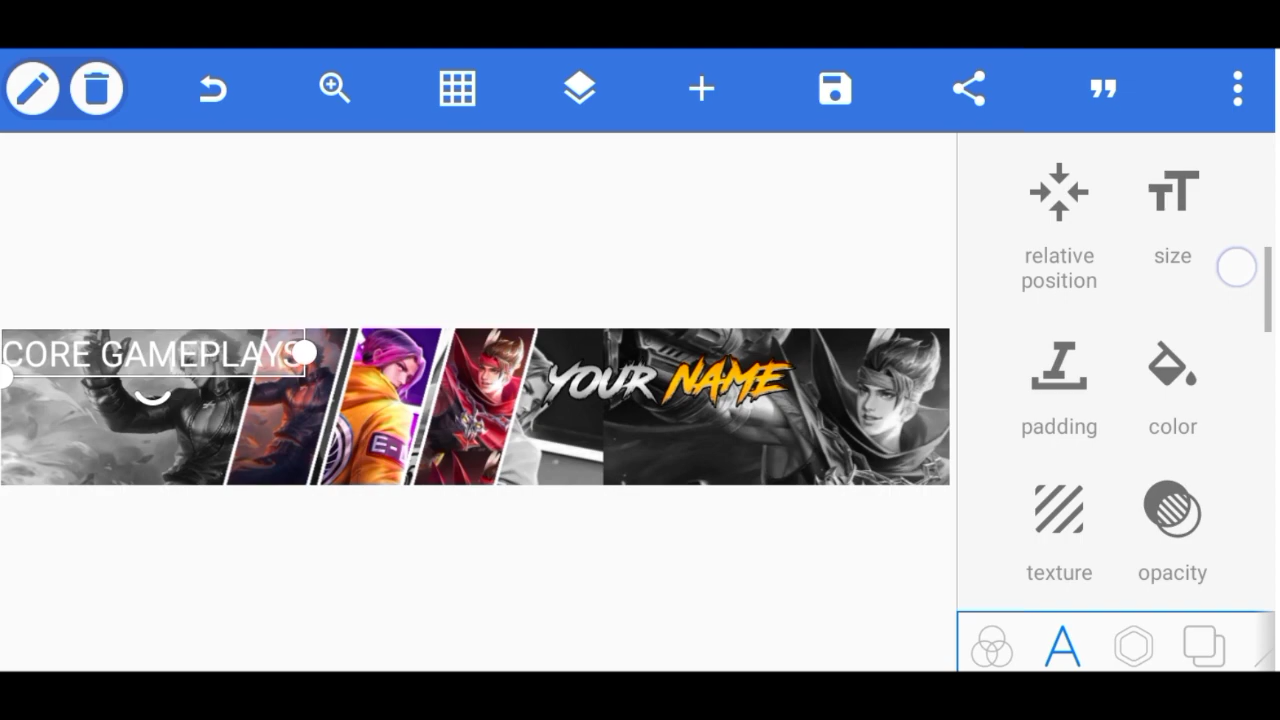 relative
position
size
CORE GAMEPLAYS
YOUR NAME
E-
padding
color
texture
opacity